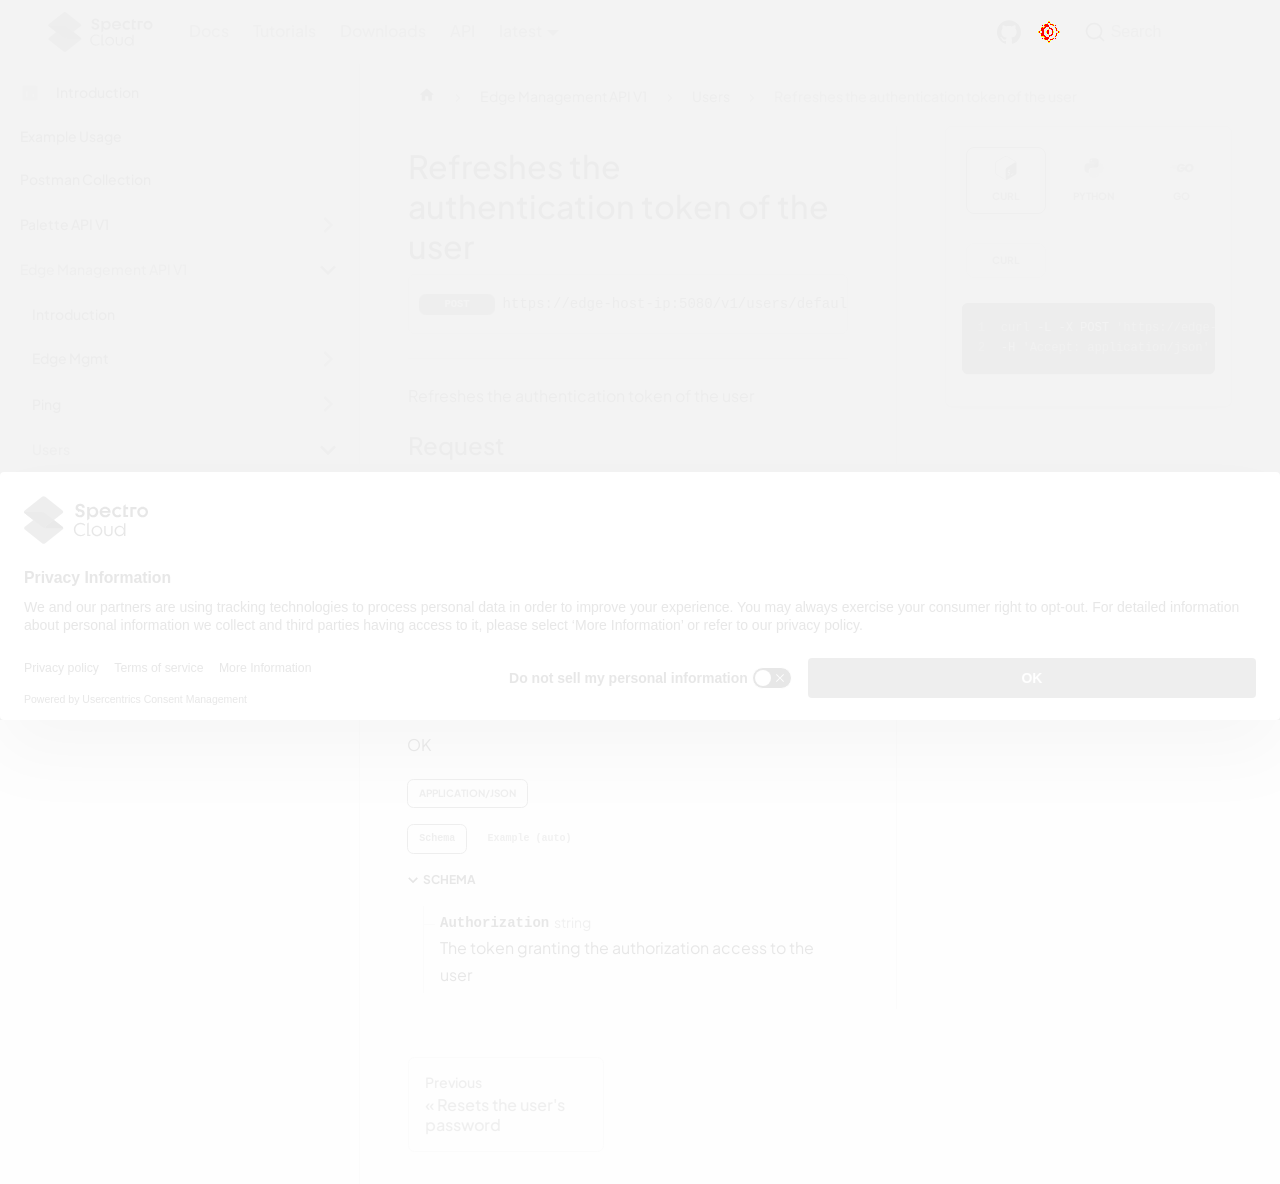 Spectro
Cloud
Docs Tutorials Downloads API latest
Search
Introduction
Example Usage
Postman Collection
Palette API V1
Edge Management API V1
Introduction
Edge Mgmt
Ping
Users
Edge Management API V1
Users
Refreshes the authentication token of the user
Refreshes the
authentication token of the
user
POST https://edge-host-ip:5080/v1/users/defaul
Refreshes the authentication token of the user
Request
CURL PYTHON GO
CURL
Spectro
Cloud
Privacy Information
We and our partners are using tracking technologies to process personal data in order to improve your experience. You may always exercise your consumer right to opt-out. For detailed information
about personal information we collect and third parties having access to it, please select ‘More Information’ or refer to our privacy policy.
Privacy policy Terms of service More Information
Do not sell my personal information
OK
Powered by Usercentrics Consent Management
OK
APPLICATION/JSON
Schema Example (auto)
SCHEMA
Authorization string
The token granting the authorization access to the
user
Previous
« Resets the user's
password